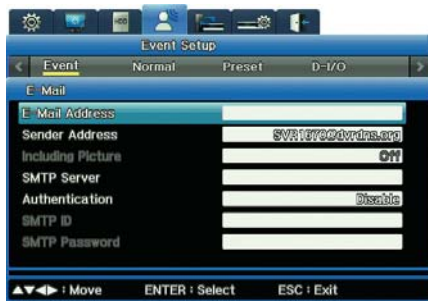 HDD
Event Setup
Event Normal Preset D-I/O
E-Mail
E-Mail Address
Sender Address SVR1670@dvrdns.org
Including Picture Off
SMTP Server
Authentication Disable
SMTP ID
SMTP Password
▲▼◀▶ : Move ENTER : Select ESC : Exit